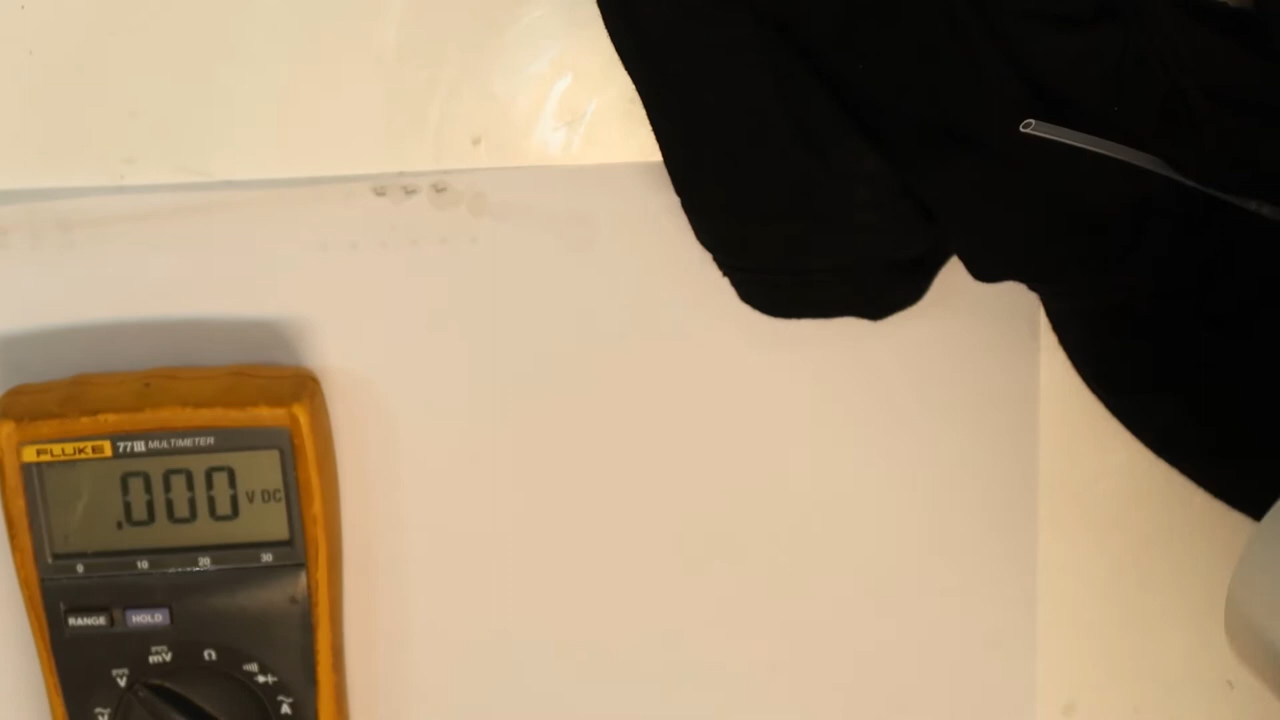 FLUKE 77III MULTIMETER
.000 V DC
0 10 20 30
RANGE HOLD
mV Ω
V
V A